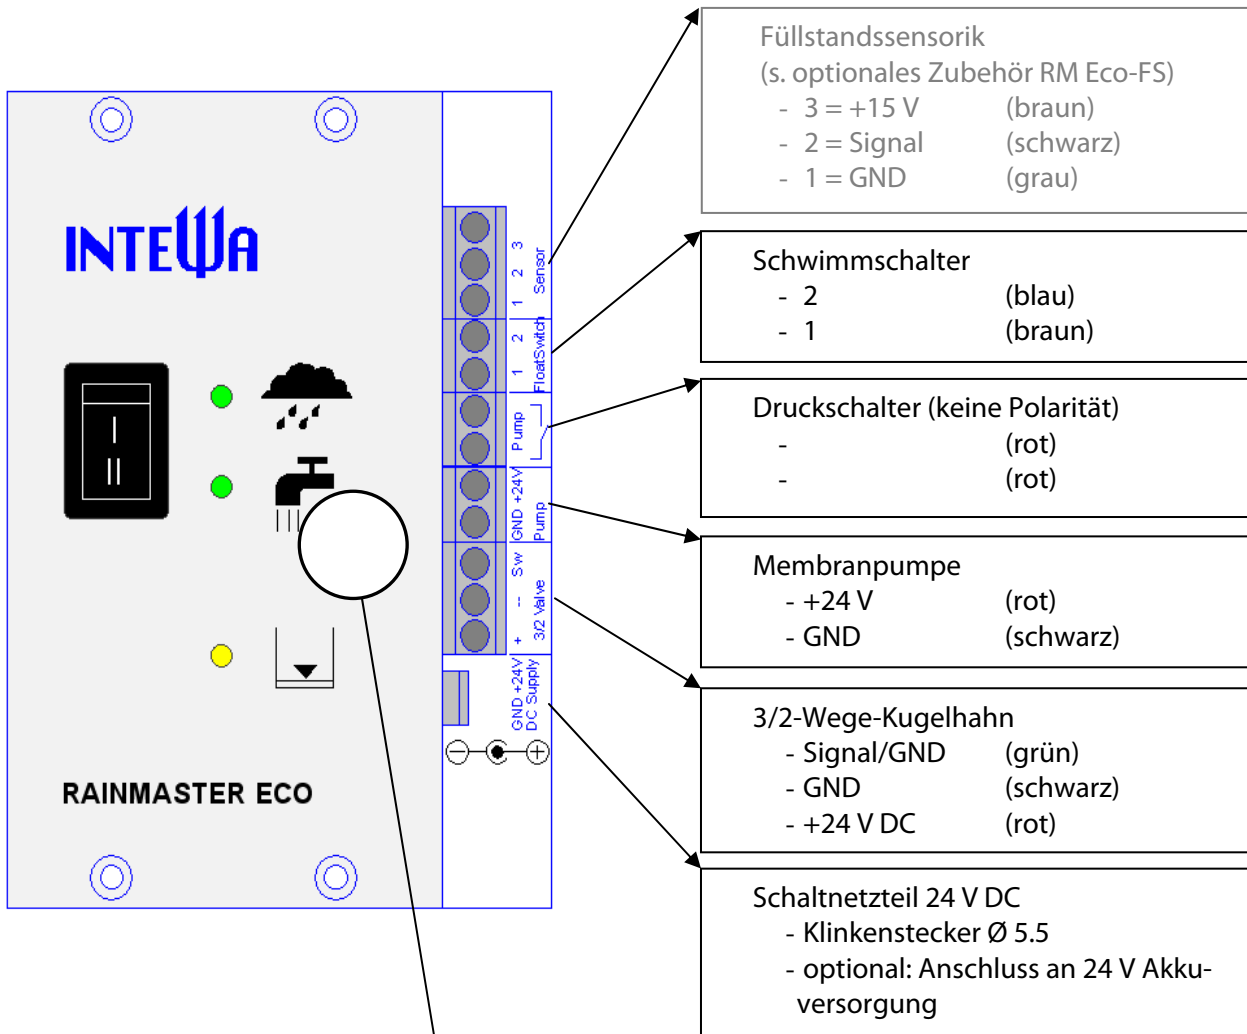 INTEWA
I
II
RAINMASTER ECO
1 2 3
Sensor
1 2
FloatSwitch
Pump
GND +24V
Pump
+ -- Sw
3/2 Valve
GND +24V
DC Supply
Füllstandssensorik
(s. optionales Zubehör RM Eco-FS)
- 3 = +15 V (braun)
- 2 = Signal (schwarz)
- 1 = GND (grau)
Schwimmschalter
- 2 (blau)
- 1 (braun)
Druckschalter (keine Polarität)
- (rot)
- (rot)
Membranpumpe
- +24 V (rot)
- GND (schwarz)
3/2-Wege-Kugelhahn
- Signal/GND (grün)
- GND (schwarz)
- +24 V DC (rot)
Schaltnetzteil 24 V DC
- Klinkenstecker Ø 5.5
- optional: Anschluss an 24 V Akku-
versorgung